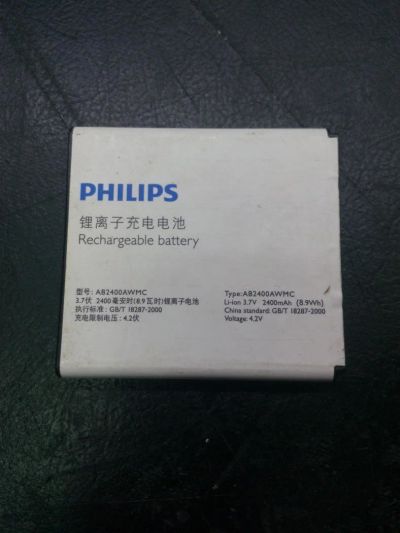 PHILIPS
锂离子充电电池
Rechargeable battery
型号: AB2400AWMC
3.7伏 2400毫安时(8.9瓦时)锂离子电池
执行标准: GB/T 18287-2000
充电限制电压: 4.2伏
Type: AB2400AWMC
Li-ion 3.7V 2400mAh (8.9Wh)
China standard: GB/T 18287-2000
Voltage: 4.2V